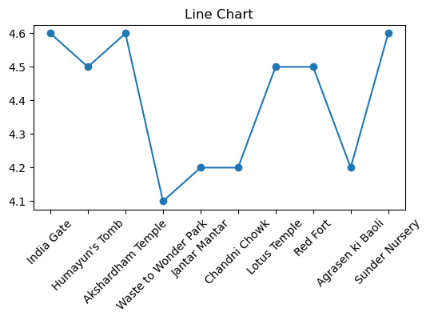 Line Chart
4.6
4.5
4.4
4.3
4.2
4.1
India Gate
Humayun's Tomb
Akshardham Temple
Waste to Wonder Park
Jantar Mantar
Chandni Chowk
Lotus Temple
Red Fort
Agrasen ki Baoli
Sunder Nursery